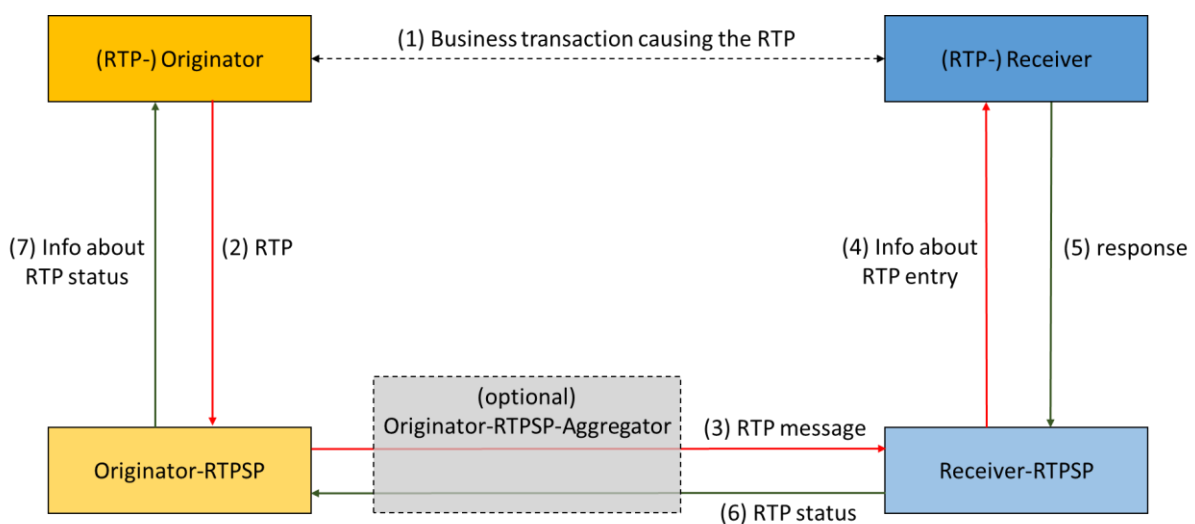 (1) Business transaction causing the RTP
(RTP-) Originator
(RTP-) Receiver
(7) Info about
RTP status
(2) RTP
(4) Info about
RTP entry
(5) response
(optional)
Originator-RTPSP-Aggregator
(3) RTP message
Originator-RTPSP
Receiver-RTPSP
(6) RTP status